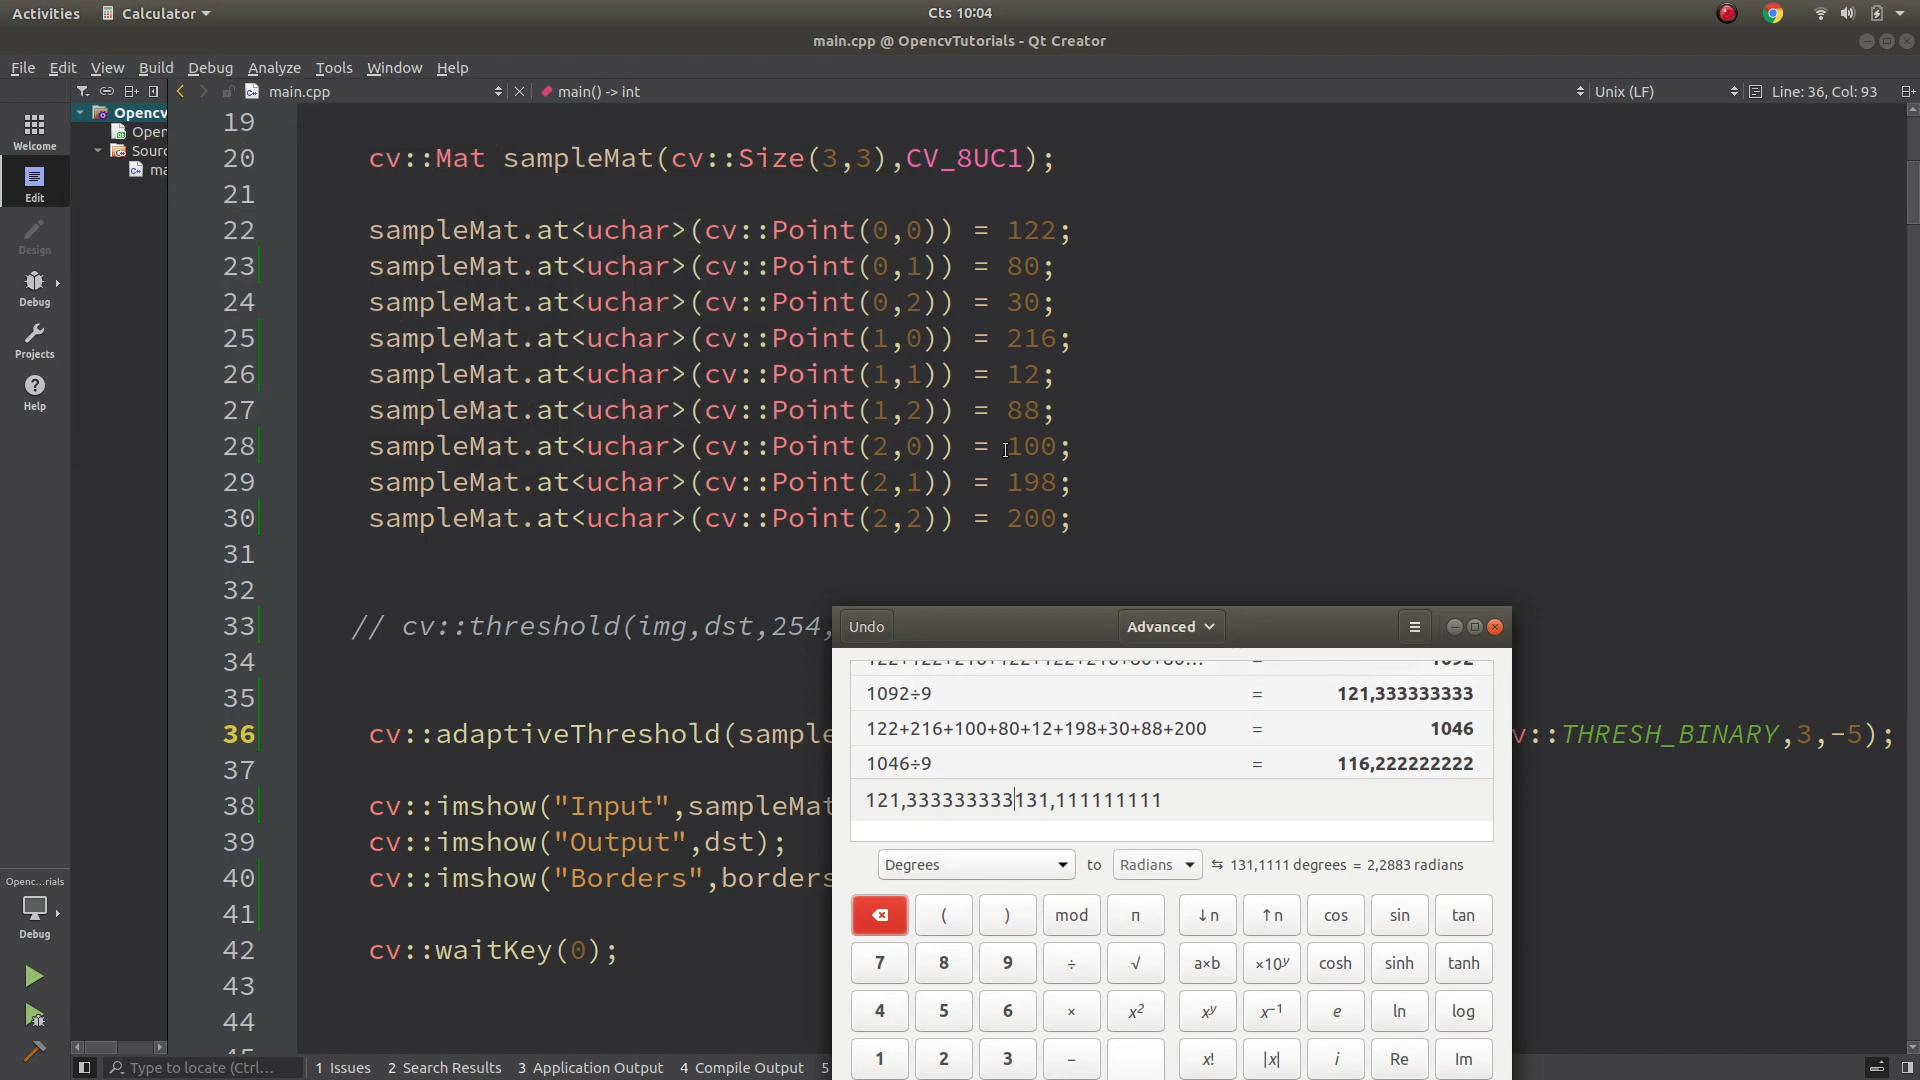 Activities
Calculator
Cts 10:04
main.cpp @ OpencvTutorials - Qt Creator
File Edit View Build Debug Analyze Tools Window Help
main.cpp
main() -> int
Unix (LF)
Line: 36, Col: 93
Welcome
Edit
Design
Debug
Projects
Help
Opencv
Open
Sourc
ma
19
20 cv::Mat sampleMat(cv::Size(3,3),CV_8UC1);
21
22 sampleMat.at<uchar>(cv::Point(0,0)) = 122;
23 sampleMat.at<uchar>(cv::Point(0,1)) = 80;
24 sampleMat.at<uchar>(cv::Point(0,2)) = 30;
25 sampleMat.at<uchar>(cv::Point(1,0)) = 216;
26 sampleMat.at<uchar>(cv::Point(1,1)) = 12;
27 sampleMat.at<uchar>(cv::Point(1,2)) = 88;
28 sampleMat.at<uchar>(cv::Point(2,0)) = 100;
29 sampleMat.at<uchar>(cv::Point(2,1)) = 198;
30 sampleMat.at<uchar>(cv::Point(2,2)) = 200;
31
32
33 // cv::threshold(img,dst,254,
34
35
36 cv::adaptiveThreshold(sample v::THRESH_BINARY,3,-5);
37
38 cv::imshow("Input",sampleMat
39 cv::imshow("Output",dst);
40 cv::imshow("Borders",borders
41
42 cv::waitKey(0);
43
44
Undo
Advanced
1092÷9 = 121,333333333
122+216+100+80+12+198+30+88+200 = 1046
1046÷9 = 116,222222222
121,333333333131,111111111
Degrees to Radians ⇆ 131,1111 degrees = 2,2883 radians
( ) mod π ↓n ↑n cos sin tan
7 8 9 ÷ √ a×b ×10ʸ cosh sinh tanh
4 5 6 × x² xʸ x⁻¹ e ln log
1 2 3 − x! |x| i Re Im
Openc...rials
Debug
Type to locate (Ctrl...
1 Issues
2 Search Results
3 Application Output
4 Compile Output
5